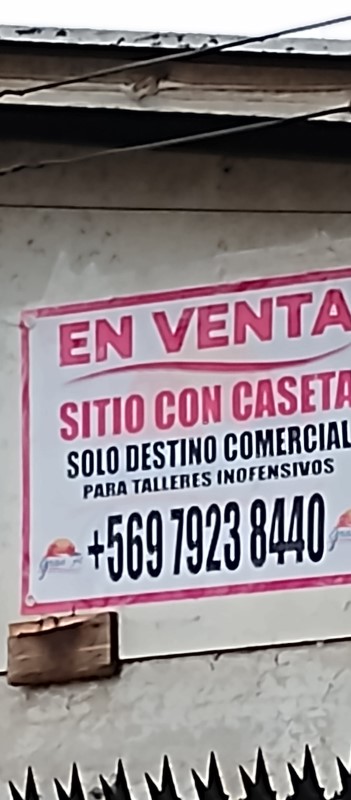 EN VENTA
SITIO CON CASETA
SOLO DESTINO COMERCIAL
PARA TALLERES INOFENSIVOS
+569 7923 8440